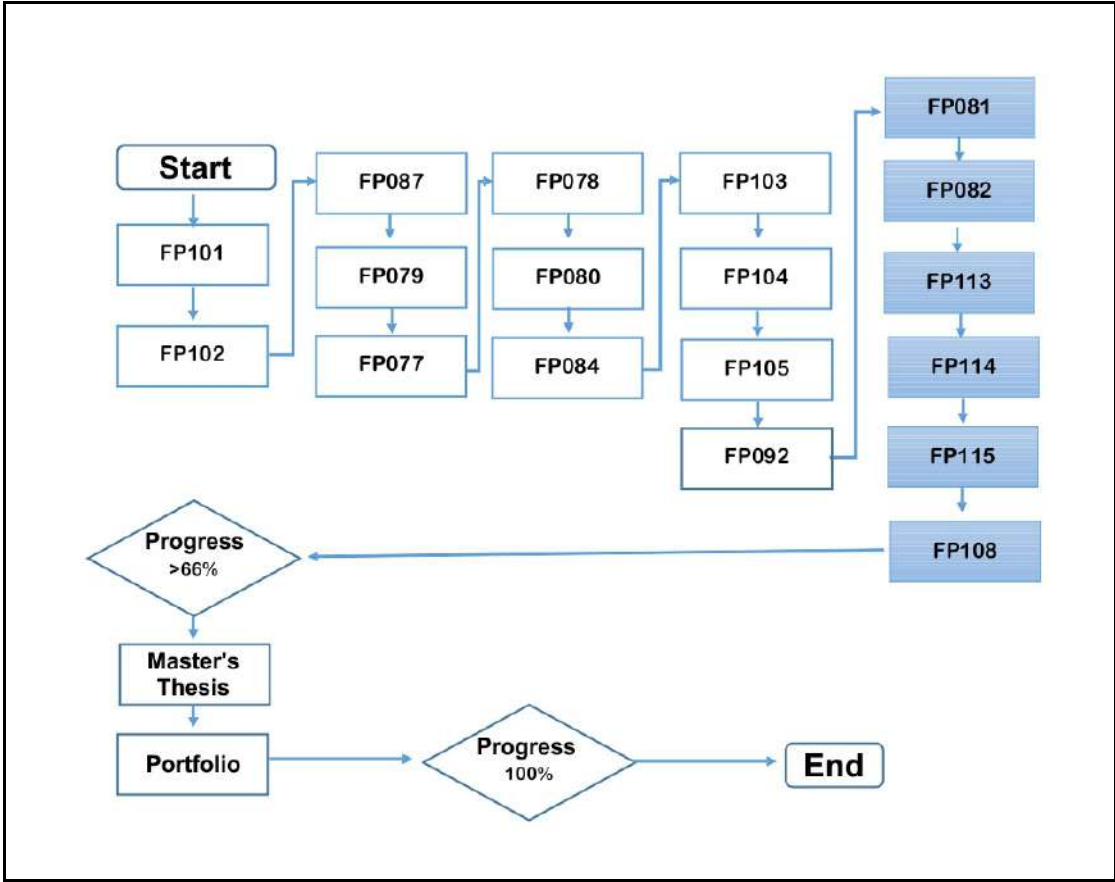 Start
FP101
FP102
FP087
FP079
FP077
FP078
FP080
FP084
FP103
FP104
FP105
FP092
FP081
FP082
FP113
FP114
FP115
FP108
Progress
>66%
Master's
Thesis
Portfolio
Progress
100%
End